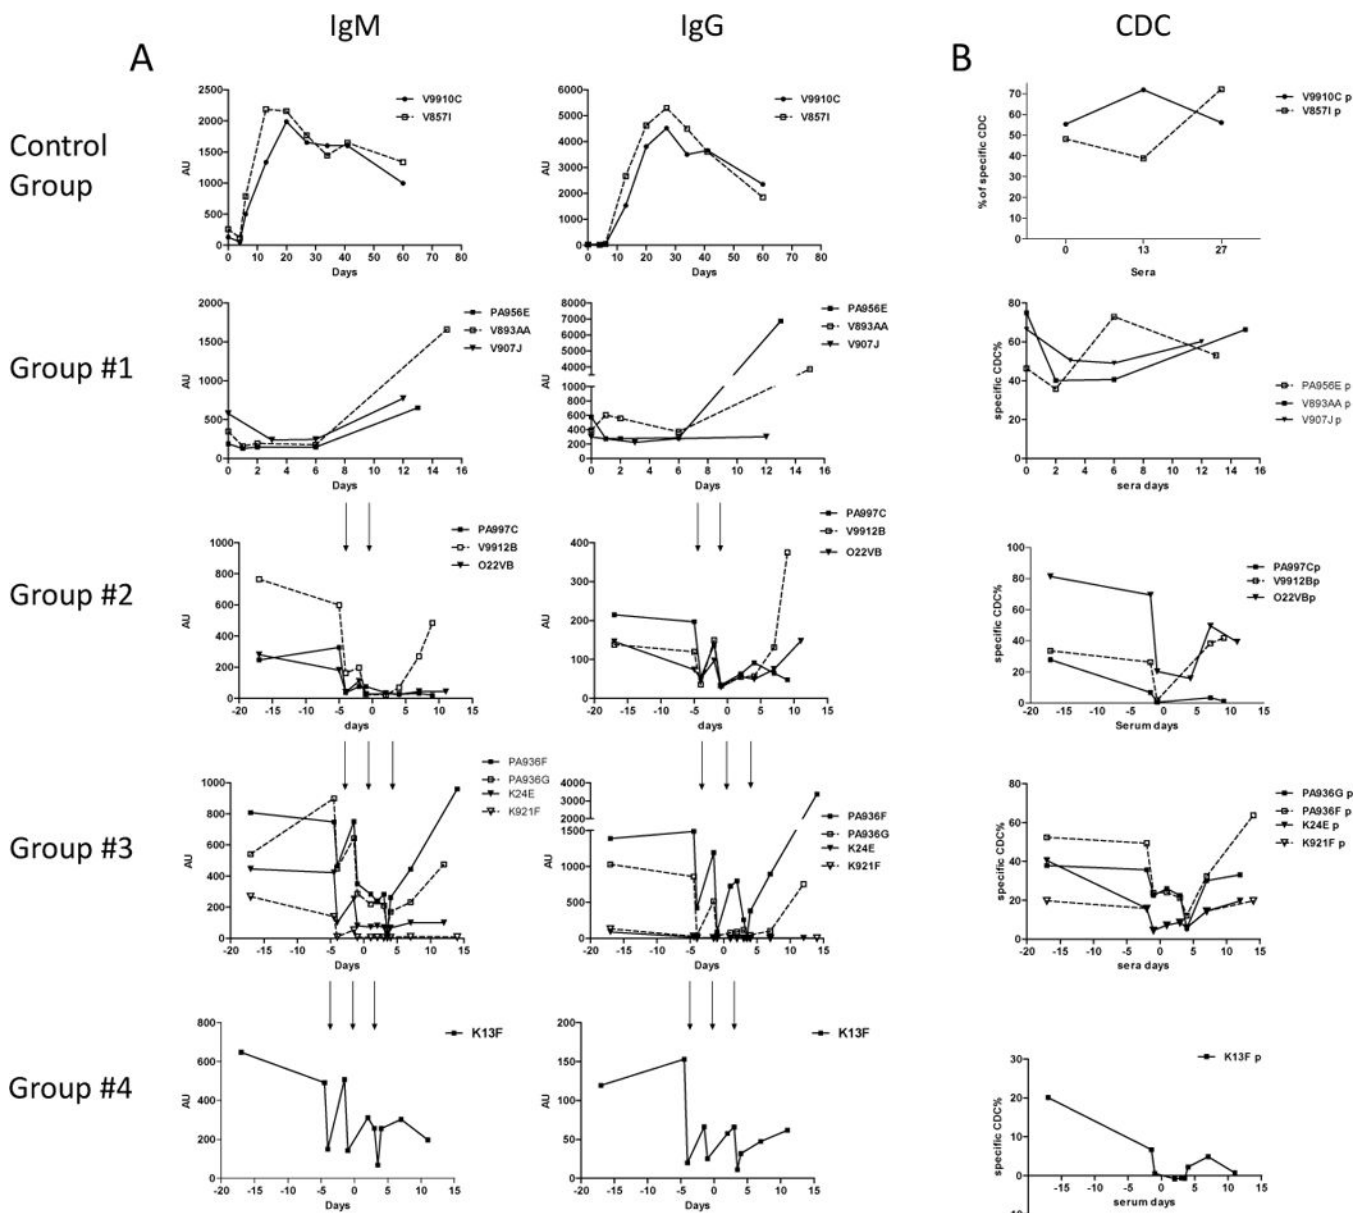 IgM IgG CDC
A B
Control
Group
2500
2000
1500
1000
500
0
AU
0 10 20 30 40 50 60 70 80
Days
V9910C
V857I
6000
5000
4000
3000
2000
1000
0
AU
0 10 20 30 40 50 60 70 80
Days
V9910C
V857I
70
60
50
40
30
20
10
0
% of specific CDC
0 13 27
Sera
V9910C p
V857I p
Group #1
2000
1500
1000
500
0
AU
0 2 4 6 8 10 12 14 16
Days
PA956E
V893AA
V907J
8000
7000
6000
5000
4000
3000
2000
1000
1000
800
600
400
200
0
AU
0 2 4 6 8 10 12 14 16
Days
PA956E
V893AA
V907J
80
60
40
20
0
specific CDC%
0 2 4 6 8 10 12 14 16
sera days
PA956E p
V893AA p
V907J p
Group #2
1000
800
600
400
200
0
AU
-20 -15 -10 -5 0 5 10 15
days
PA997C
V9912B
O22VB
400
300
200
100
0
AU
-20 -15 -10 -5 0 5 10 15
days
PA997C
V9912B
O22VB
100
80
60
40
20
0
specific CDC%
-20 -15 -10 -5 0 5 10 15
Serum days
PA997Cp
V9912Bp
O22VBp
Group #3
1000
800
600
400
200
0
AU
-20 -15 -10 -5 0 5 10 15
Days
PA936F
PA936G
K24E
K921F
4000
3000
2000
1500
1000
500
0
AU
-20 -15 -10 -5 0 5 10 15
Days
PA936F
PA936G
K24E
K921F
80
60
40
20
0
specific CDC%
-20 -15 -10 -5 0 5 10 15
sera days
PA936G p
PA936F p
K24E p
K921F p
Group #4
800
600
400
200
0
AU
-20 -15 -10 -5 0 5 10 15
Days
K13F
200
150
100
50
0
AU
-20 -15 -10 -5 0 5 10 15
Days
K13F
30
20
10
0
specific CDC%
-20 -15 -10 -5 0 5 10 15
serum days
K13F p